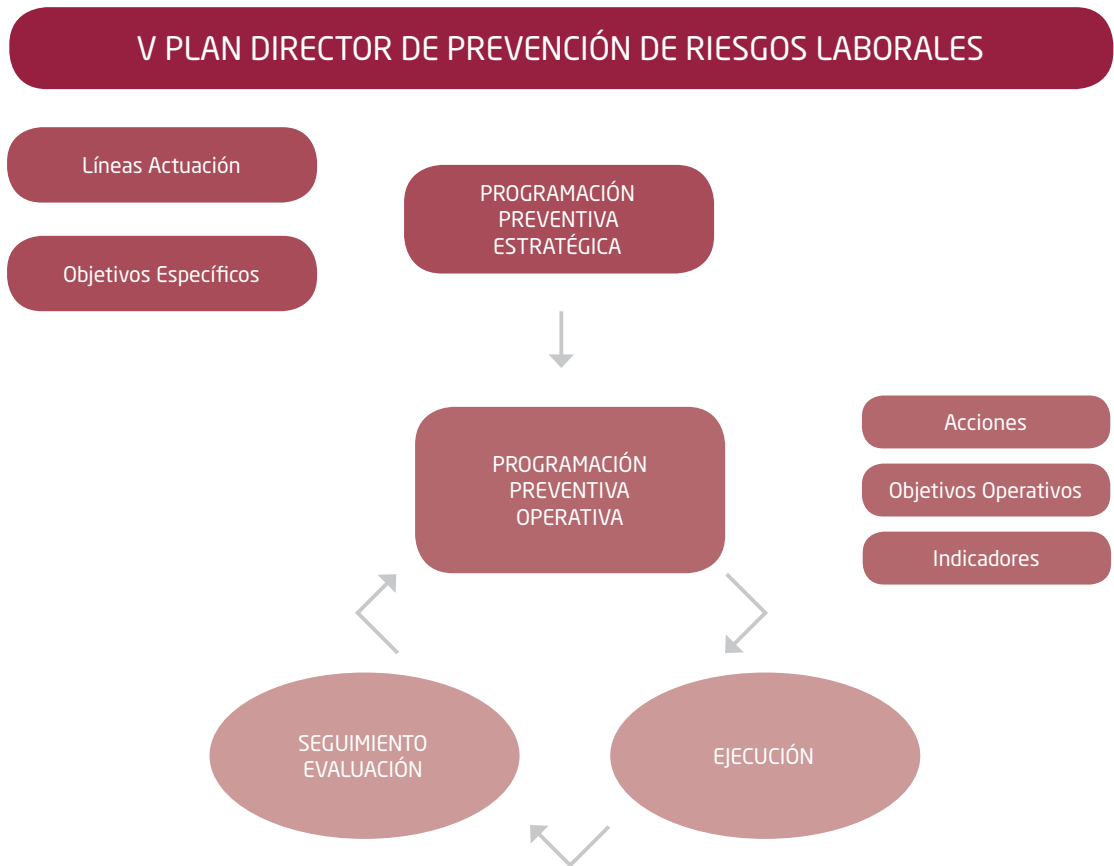 V PLAN DIRECTOR DE PREVENCIÓN DE RIESGOS LABORALES
Líneas Actuación
Objetivos Específicos
PROGRAMACIÓN
PREVENTIVA
ESTRATÉGICA
PROGRAMACIÓN
PREVENTIVA
OPERATIVA
Acciones
Objetivos Operativos
Indicadores
SEGUIMIENTO
EVALUACIÓN
EJECUCIÓN